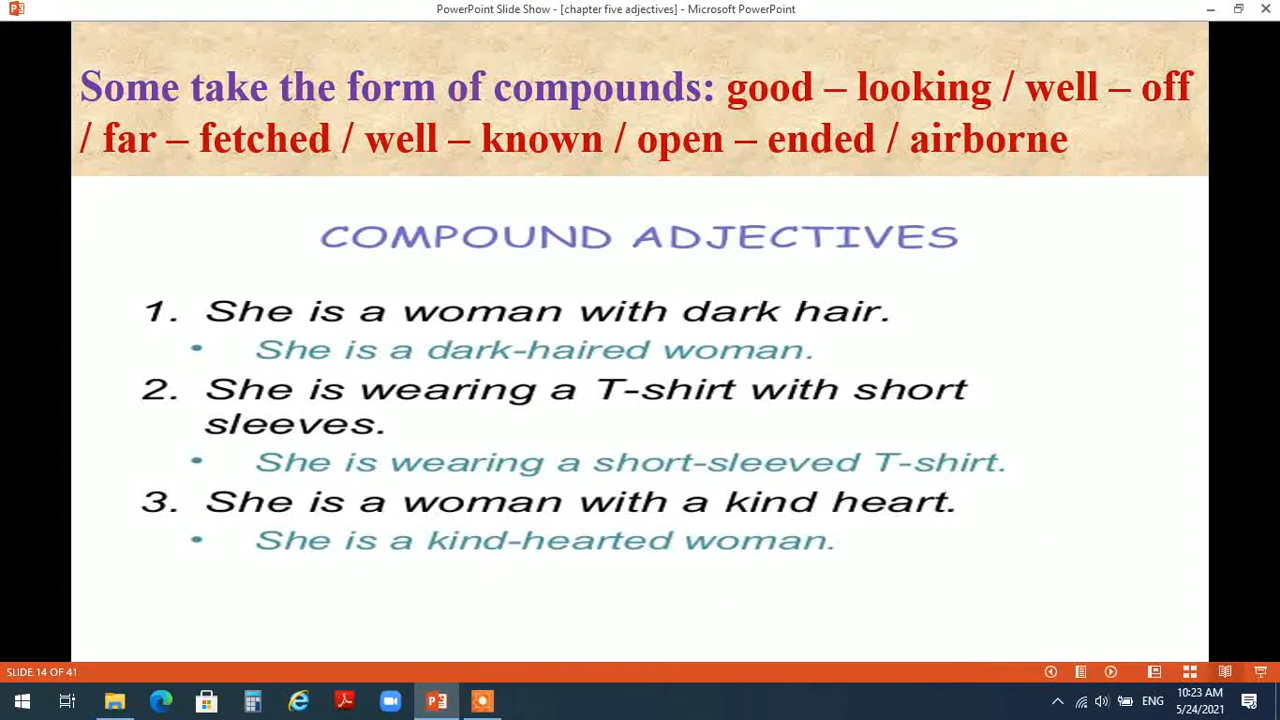 PowerPoint Slide Show - [chapter five adjectives] - Microsoft PowerPoint
Some take the form of compounds: good – looking / well – off
/ far – fetched / well – known / open – ended / airborne
COMPOUND ADJECTIVES
1. She is a woman with dark hair.
• She is a dark-haired woman.
2. She is wearing a T-shirt with short
sleeves.
• She is wearing a short-sleeved T-shirt.
3. She is a woman with a kind heart.
• She is a kind-hearted woman.
SLIDE 14 OF 41
10:23 AM
ENG
5/24/2021